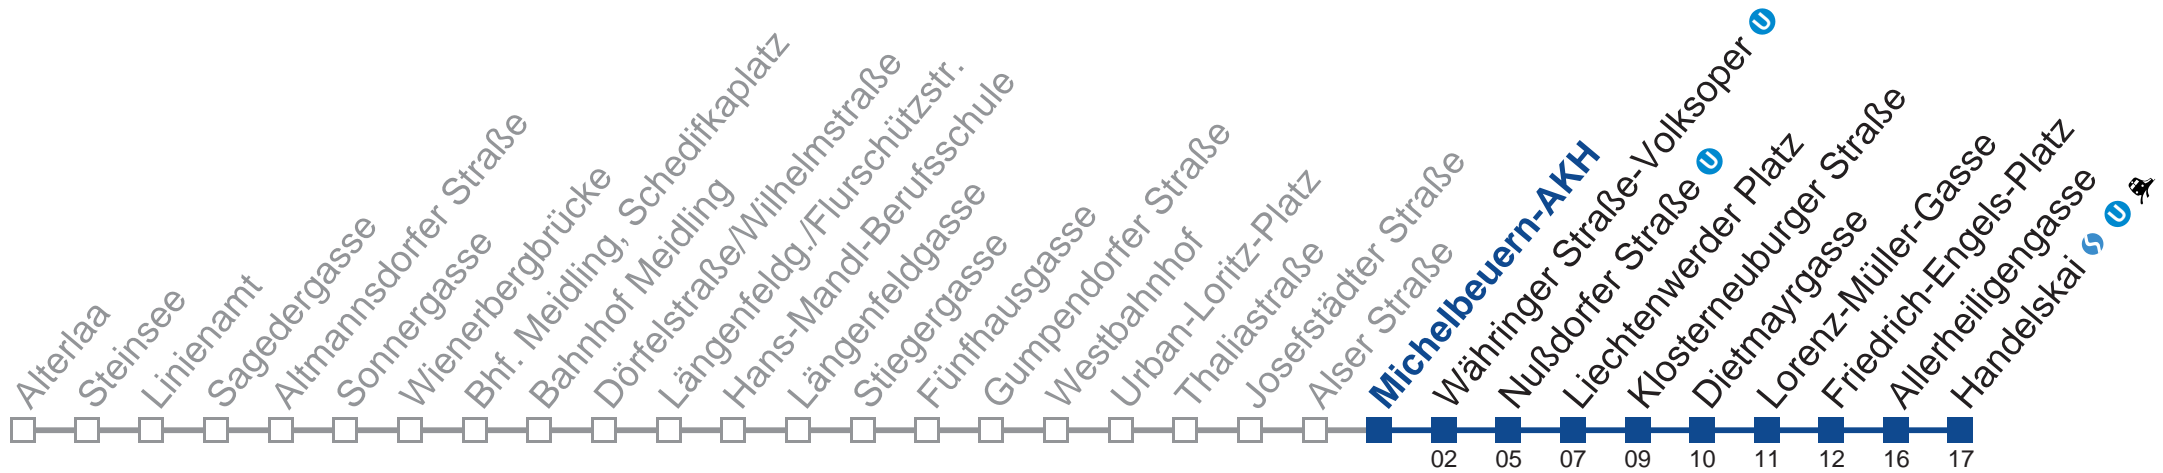 Alterlaa
Steinsee
Linienamt
Sagedergasse
Altmannsdorfer Straße
Sonnergasse
Wienerbergbrücke
Bhf. Meidling, Schedifkaplatz
Bahnhof Meidling
Dörfelstraße/Wilhelmstraße
Längenfeldg./Flurschützstr.
Hans-Mandl-Berufsschule
Längenfeldgasse
Stiegergasse
Fünfhausgasse
Gumpendorfer Straße
Westbahnhof
Urban-Loritz-Platz
Thaliastraße
Josefstädter Straße
Alser Straße
Michelbeuern-AKH
Währinger Straße-Volksoper U
Nußdorfer Straße U
Liechtenwerder Platz
Klosterneuburger Straße
Dietmayrgasse
Lorenz-Müller-Gasse
Friedrich-Engels-Platz
Allerheiligengasse
Handelskai S U
02 05 07 09 10 11 12 16 17